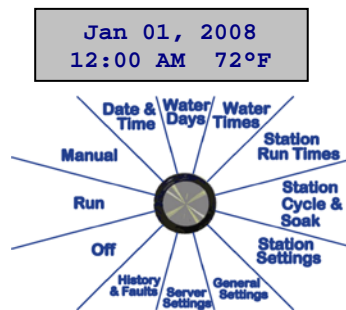 Jan 01, 2008
12:00 AM 72°F
Date &
Time
Water
Days
Water
Times
Station
Run Times
Station
Cycle &
Soak
Station
Settings
General
Settings
Server
Settings
History
& Faults
Off
Run
Manual